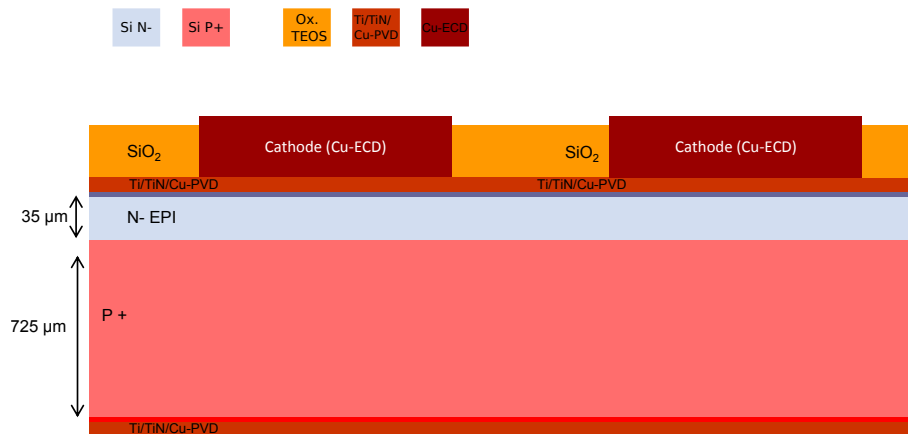 Si N-
Si P+
Ox.
TEOS
Ti/TiN/
Cu-PVD
Cu-ECD
SiO₂
Cathode (Cu-ECD)
SiO₂
Cathode (Cu-ECD)
Ti/TiN/Cu-PVD
Ti/TiN/Cu-PVD
35 µm
N- EPI
725 µm
P +
Ti/TiN/Cu-PVD